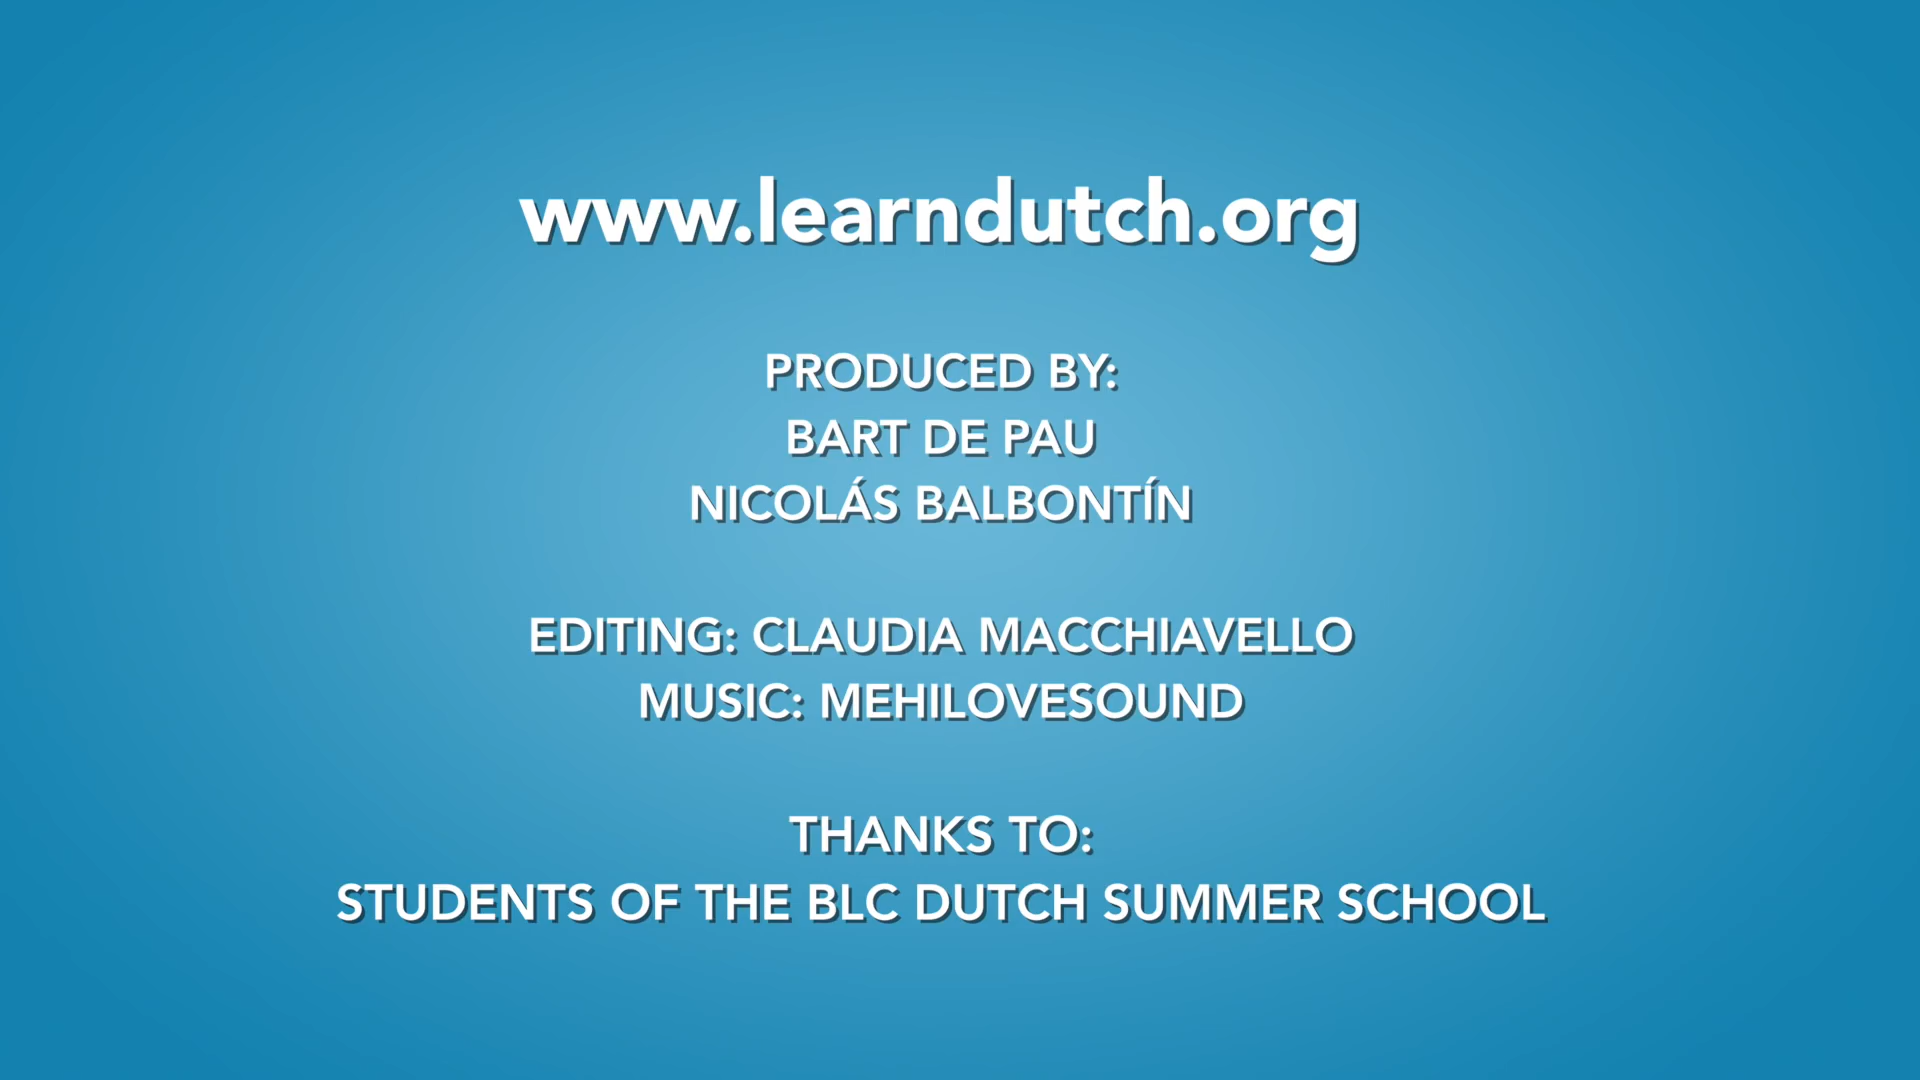 www.learndutch.org
PRODUCED BY:
BART DE PAU
NICOLÁS BALBONTÍN
EDITING: CLAUDIA MACCHIAVELLO
MUSIC: MEHILOVESOUND
THANKS TO:
STUDENTS OF THE BLC DUTCH SUMMER SCHOOL